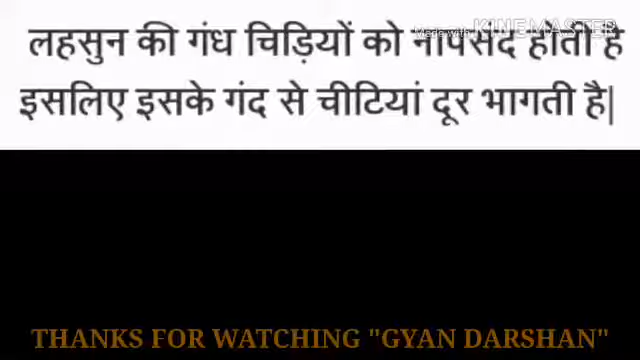 Made with KINEMASTER
लहसुन की गंध चिड़ियों को नापसंद होती है
इसलिए इसके गंद से चीटियां दूर भागती है|
THANKS FOR WATCHING "GYAN DARSHAN"